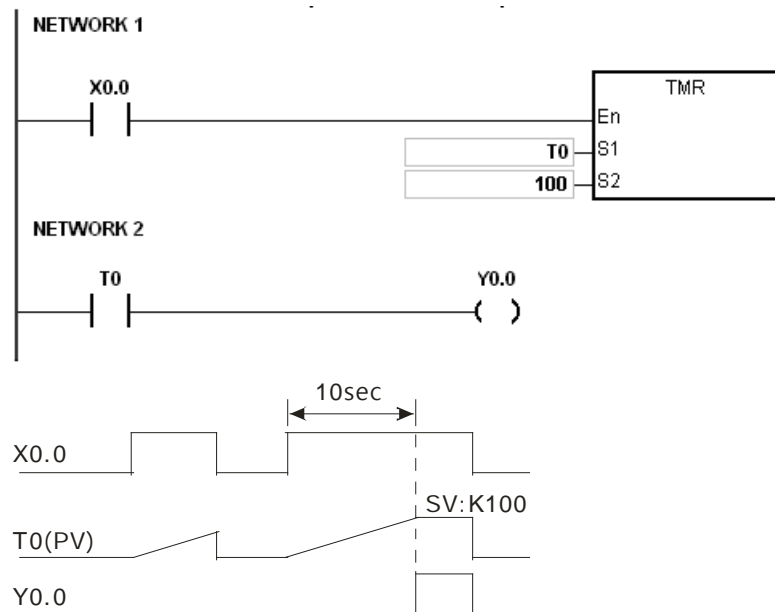 NETWORK 1
X0.0
TMR
En
T0 S1
100 S2
NETWORK 2
T0 Y0.0
10sec
X0.0
SV:K100
T0(PV)
Y0.0